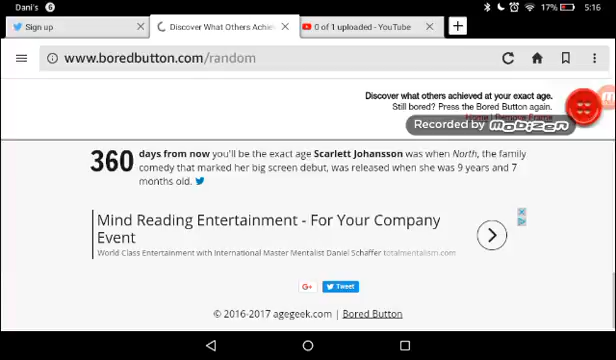 Dani's 6 17% 5:16
Sign up Discover What Others Achie 0 of 1 uploaded - YouTube
www.boredbutton.com/random
Discover what others achieved at your exact age.
Still bored? Press the Bored Button again.
Home | Remove Frame
Recorded by MOBIZEN
360 days from now you'll be the exact age Scarlett Johansson was when North, the family
comedy that marked her big screen debut, was released when she was 9 years and 7
months old.
Mind Reading Entertainment - For Your Company
Event
World Class Entertainment with International Master Mentalist Daniel Schaffer totalmentalism.com
G+ Tweet
© 2016-2017 agegeek.com | Bored Button